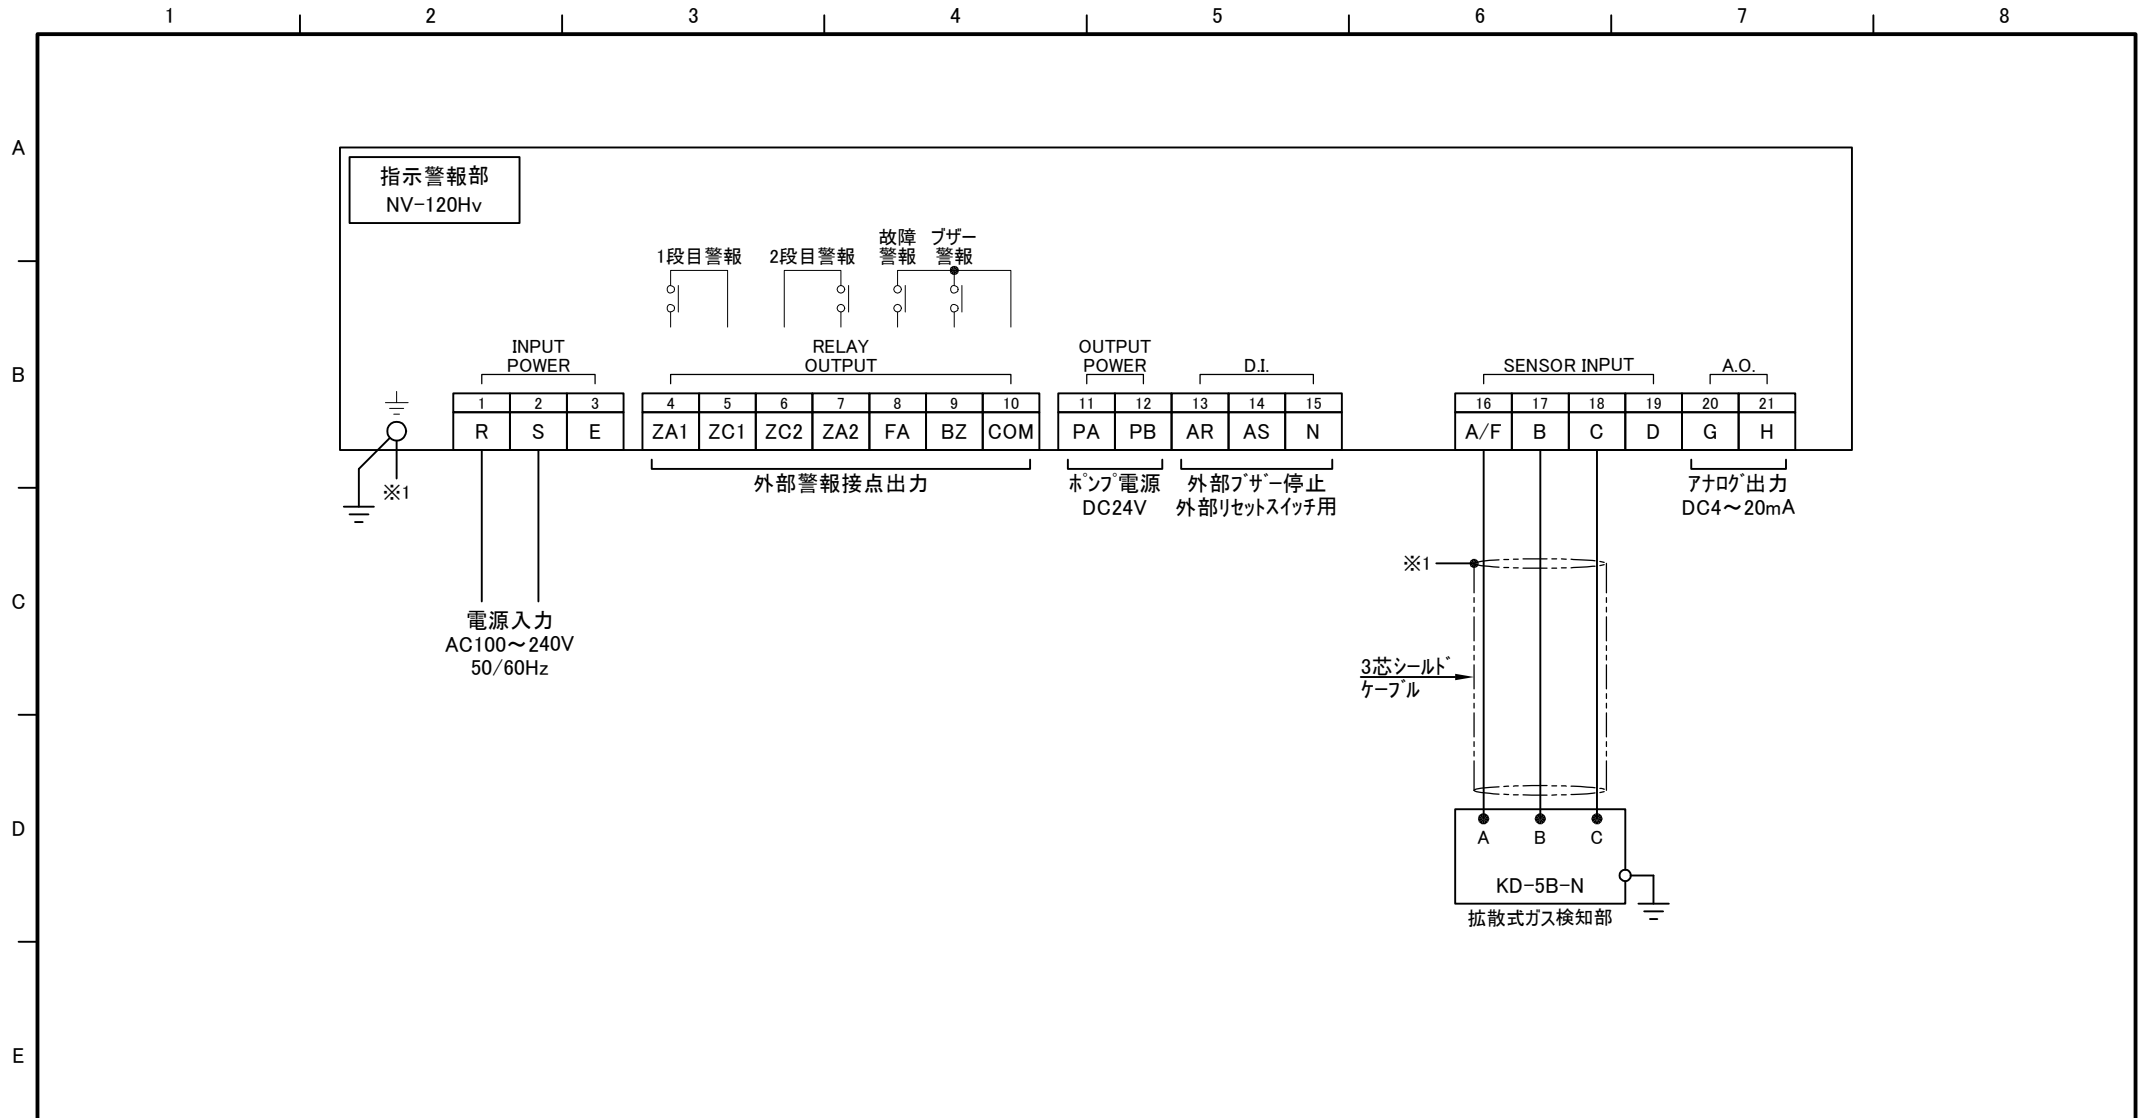 1 2 3 4 5 6 7 8
A
指示警報部
NV-120Hv
故障 ブザー
1段目警報 2段目警報 警報 警報
INPUT
POWER
RELAY
OUTPUT
OUTPUT
POWER
D.I.
SENSOR INPUT
A.O.
B
1 2 3 4 5 6 7 8 9 10 11 12 13 14 15 16 17 18 19 20 21
R S E ZA1 ZC1 ZC2 ZA2 FA BZ COM PA PB AR AS N A/F B C D G H
※1
外部警報接点出力
ポンプ電源
DC24V
外部ブザー停止
外部リセットスイッチ用
アナログ出力
DC4～20mA
※1
C
電源入力
AC100～240V
50/60Hz
3芯シールド
ケーブル
D
A B C
KD-5B-N
拡散式ガス検知部
E